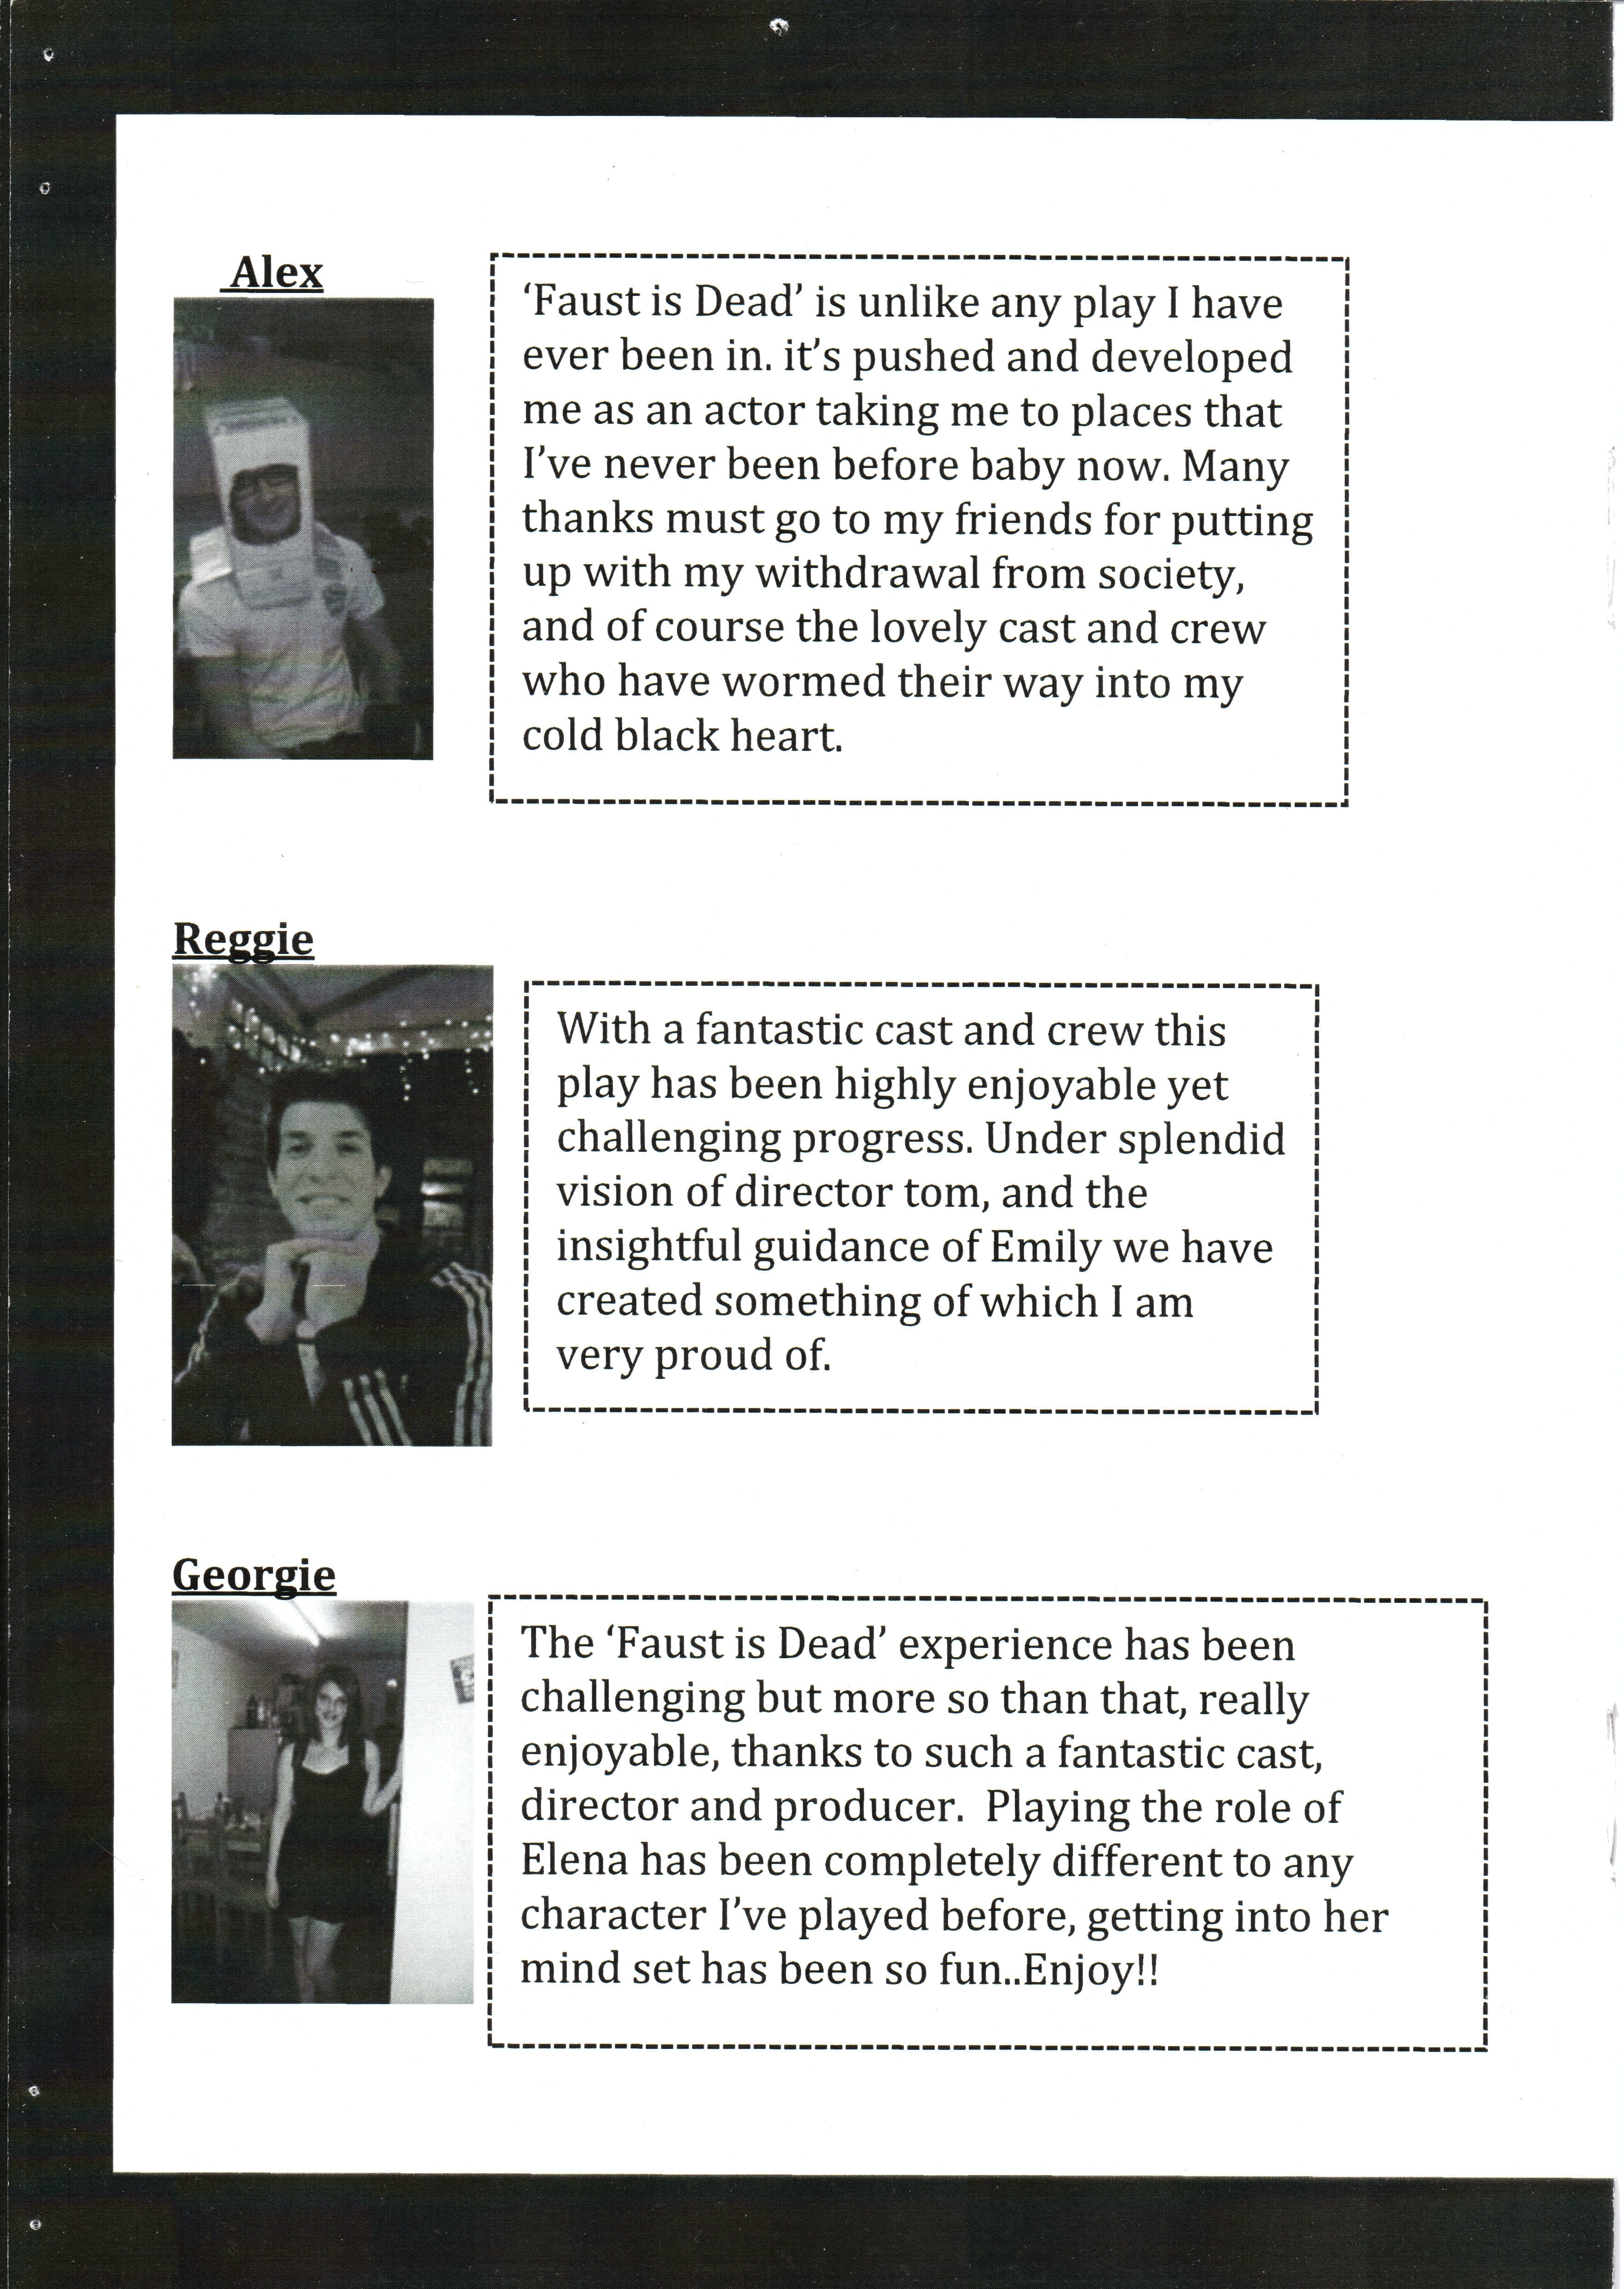 Alex
‘Faust is Dead’ is unlike any play I have
ever been in. it’s pushed and developed
me as an actor taking me to places that
I’ve never been before baby now. Many
thanks must go to my friends for putting
up with my withdrawal from society,
and of course the lovely cast and crew
who have wormed their way into my
cold black heart.
Reggie
With a fantastic cast and crew this
play has been highly enjoyable yet
challenging progress. Under splendid
vision of director tom, and the
insightful guidance of Emily we have
created something of which I am
very proud of.
Georgie
The ‘Faust is Dead’ experience has been
challenging but more so than that, really
enjoyable, thanks to such a fantastic cast,
director and producer.  Playing the role of
Elena has been completely different to any
character I’ve played before, getting into her
mind set has been so fun..Enjoy!!